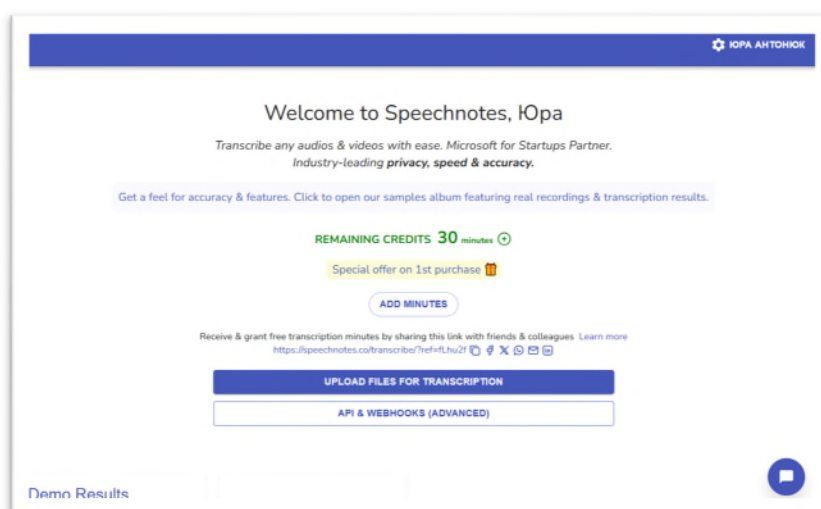 ЮРА АНТОНЮК
Welcome to Speechnotes, Юра
Transcribe any audios & videos with ease. Microsoft for Startups Partner.
Industry-leading privacy, speed & accuracy.
Get a feel for accuracy & features. Click to open our samples album featuring real recordings & transcription results.
REMAINING CREDITS 30 minutes
Special offer on 1st purchase
ADD MINUTES
Receive & grant free transcription minutes by sharing this link with friends & colleagues Learn more
https://speechnotes.co/transcribe/?ref=fLhu2f
UPLOAD FILES FOR TRANSCRIPTION
API & WEBHOOKS (ADVANCED)
Demo Results